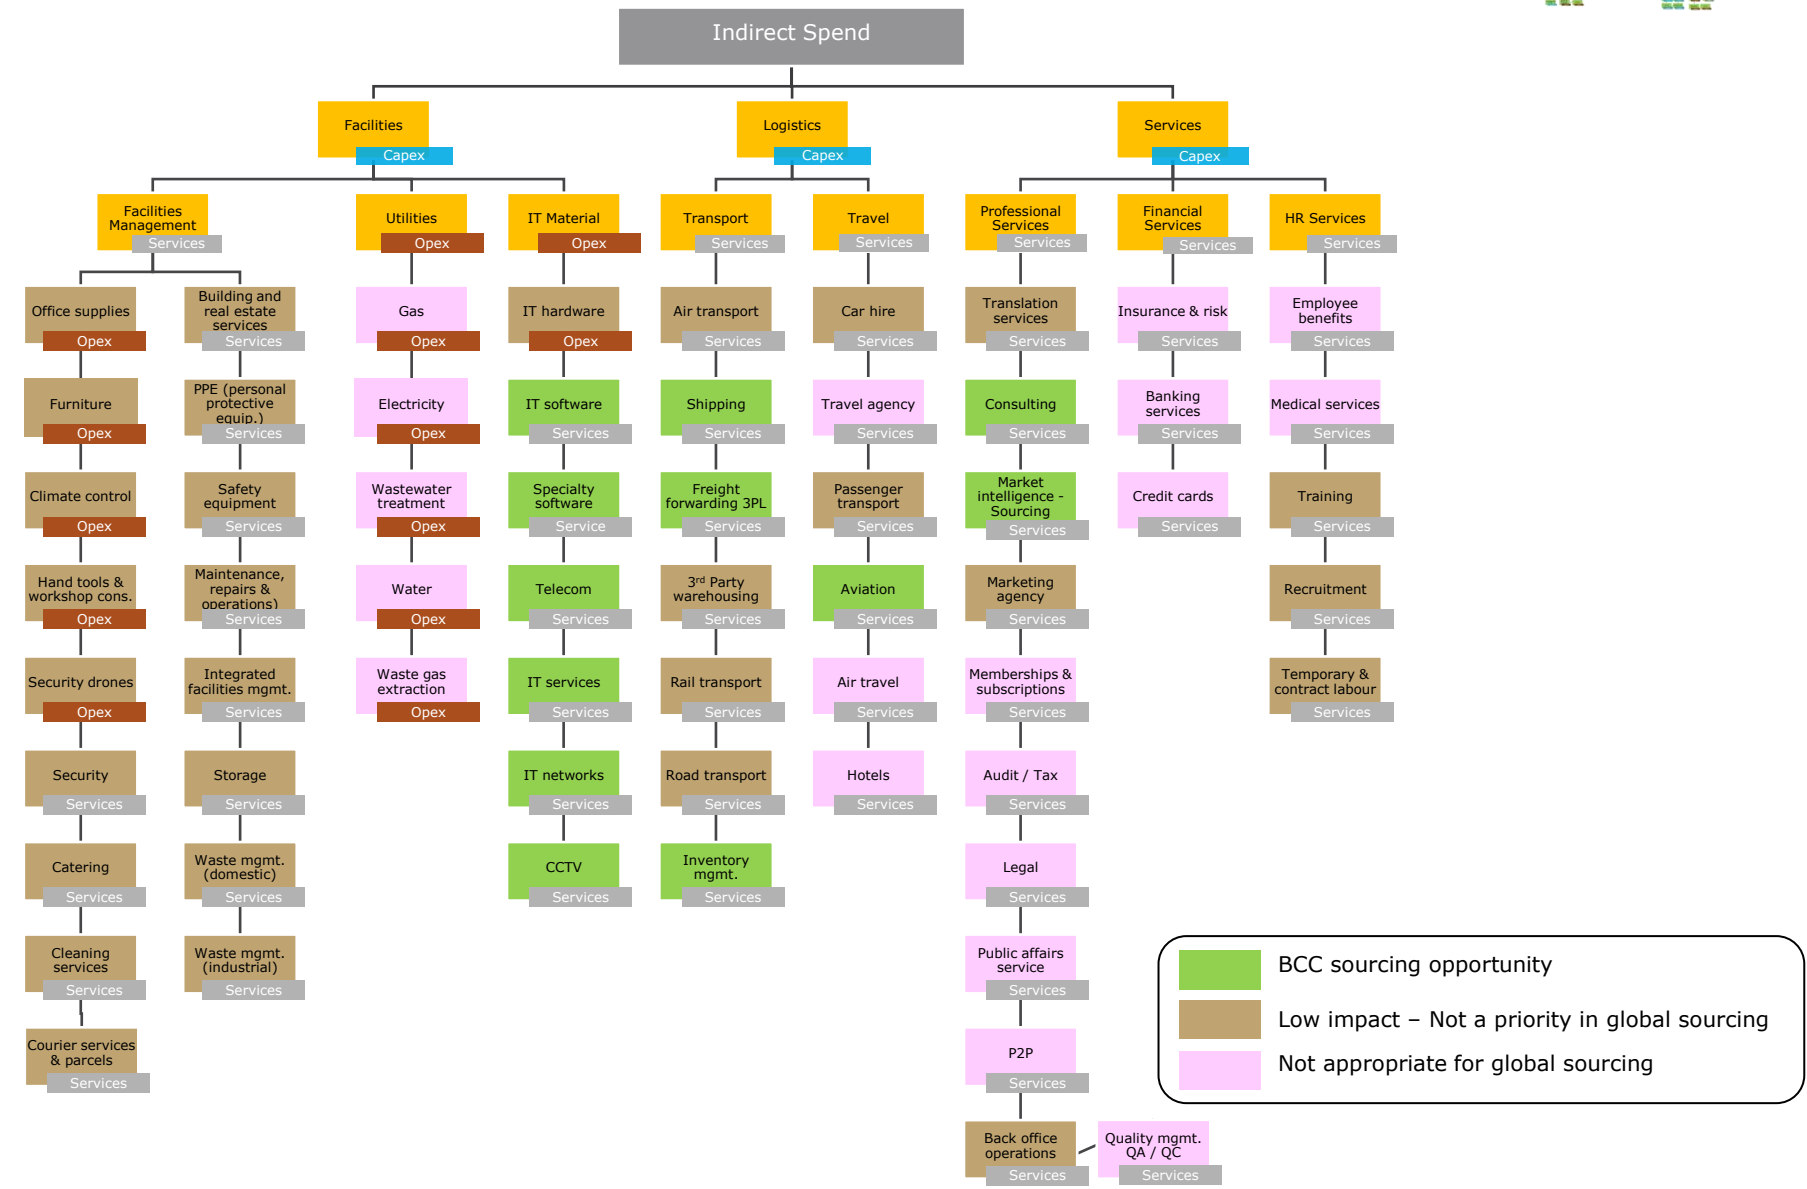 Indirect Spend
Facilities
Capex
Logistics
Capex
Services
Capex
Facilities
Management
Services
Utilities
Opex
IT Material
Opex
Transport
Services
Travel
Services
Professional
Services
Services
Financial
Services
Services
HR Services
Services
Office supplies
Opex
Furniture
Opex
Climate control
Opex
Hand tools &
workshop cons.
Opex
Security drones
Opex
Security
Services
Catering
Services
Cleaning
services
Services
Courier services
& parcels
Services
Building and
real estate
services
Services
PPE (personal
protective
equip.)
Services
Safety
equipment
Services
Maintenance,
repairs &
operations)
Services
Integrated
facilities mgmt.
Services
Storage
Services
Waste mgmt.
(domestic)
Services
Waste mgmt.
(industrial)
Services
Gas
Opex
Electricity
Opex
Wastewater
treatment
Opex
Water
Opex
Waste gas
extraction
Opex
IT hardware
Opex
IT software
Services
Specialty
software
Service
Telecom
Services
IT services
Services
IT networks
Services
CCTV
Services
Air transport
Services
Shipping
Services
Freight
forwarding 3PL
Services
3rd Party
warehousing
Services
Rail transport
Services
Road transport
Services
Inventory
mgmt.
Services
Car hire
Services
Travel agency
Services
Passenger
transport
Services
Aviation
Services
Air travel
Services
Hotels
Services
Translation
services
Services
Consulting
Services
Market
intelligence -
Sourcing
Services
Marketing
agency
Services
Memberships &
subscriptions
Services
Audit / Tax
Services
Legal
Services
Public affairs
service
Services
P2P
Services
Back office
operations
Services
Quality mgmt.
QA / QC
Services
Insurance & risk
Services
Banking
services
Services
Credit cards
Services
Employee
benefits
Services
Medical services
Services
Training
Services
Recruitment
Services
Temporary &
contract labour
Services
BCC sourcing opportunity
Low impact – Not a priority in global sourcing
Not appropriate for global sourcing